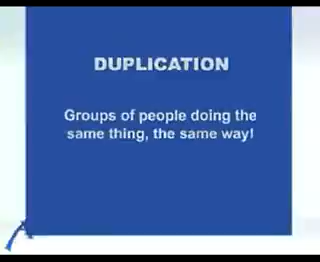 DUPLICATION
Groups of people doing the
same thing, the same way!